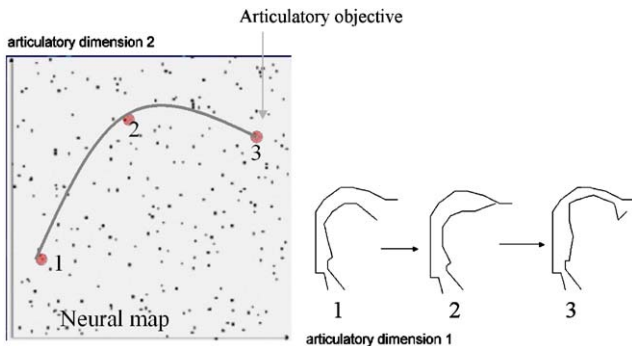 Articulatory objective
articulatory dimension 2
2
3
1
Neural map
1
2
3
articulatory dimension 1